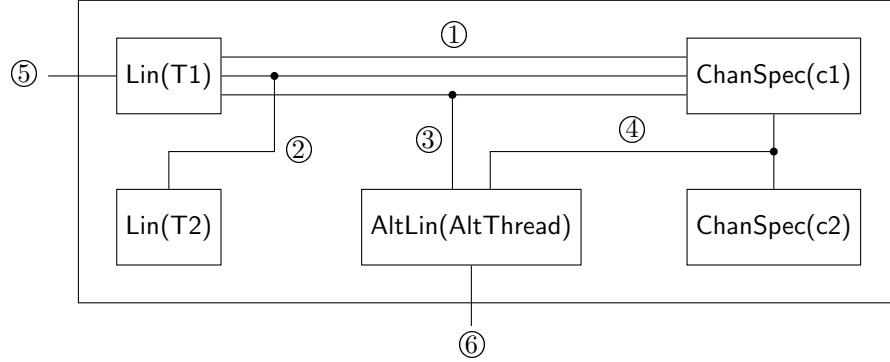 ①
⑤ Lin(T1) ChanSpec(c1)
② ③ ④
Lin(T2) AltLin(AltThread) ChanSpec(c2)
⑥